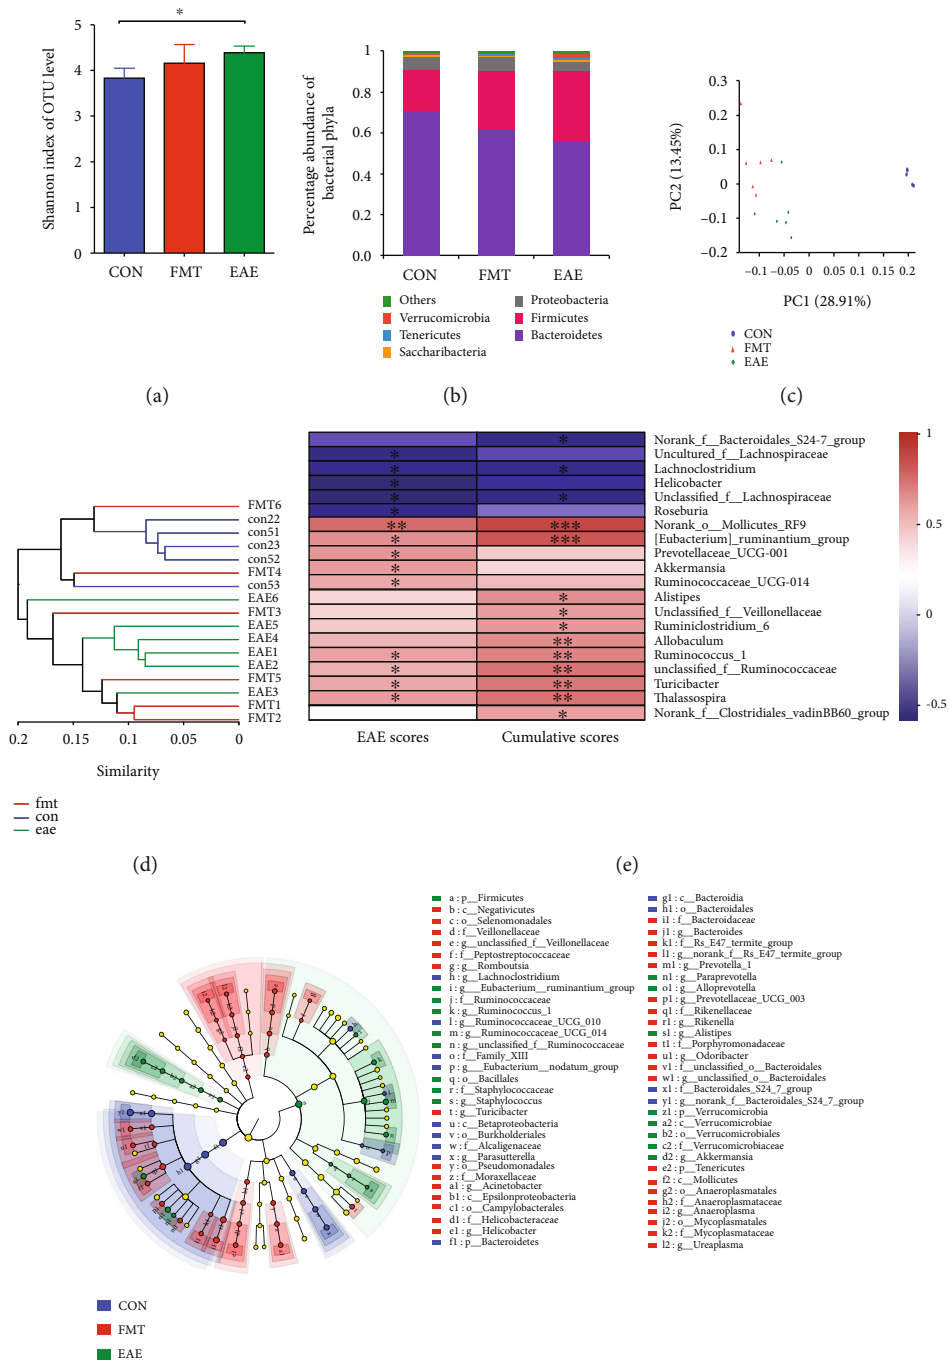 *
5
4
3
2
1
0
Shannon index of OTU level
CON FMT EAE
(a)
1
0.8
0.6
0.4
0.2
0.0
Percentage abundance of
bacterial phyla
CON FMT EAE
Others
Verrucomicrobia
Tenericutes
Saccharibacteria
Proteobacteria
Firmicutes
Bacteroidetes
(b)
0.3
0.2
0.1
0
−0.1
−0.2
PC2 (13.45%)
−0.1 −0.05 0 0.05 0.1 0.15 0.2
PC1 (28.91%)
CON
FMT
EAE
(c)
FMT6
con22
con51
con23
con52
FMT4
con53
EAE6
FMT3
EAE5
EAE4
EAE1
EAE2
FMT5
EAE3
FMT1
FMT2
0.2 0.15 0.1 0.05 0
Similarity
fmt
con
eae
(d)
* Norank_f__Bacteroidales_S24-7_group
* Uncultured_f__Lachnospiraceae
* * Lachnoclostridium
* Helicobacter
* * Unclassified_f__Lachnospiraceae
* Roseburia
** *** Norank_o__Mollicutes_RF9
* *** [Eubacterium]_ruminantium_group
* Prevotellaceae_UCG-001
* Akkermansia
* Ruminococcaceae_UCG-014
* Alistipes
* Unclassified_f__Veillonellaceae
* Ruminiclostridium_6
** Allobaculum
* ** Ruminococcus_1
* ** unclassified_f__Ruminococcaceae
* ** Turicibacter
* ** Thalassospira
* Norank_f__Clostridiales_vadinBB60_group
EAE scores Cumulative scores
1
0.5
0
-0.5
(e)
a : p__Firmicutes
b : c__Negativicutes
c : o__Selenomonadales
d : f__Veillonellaceae
e : g__unclassified_f__Veillonellaceae
f : f__Peptostreptococcaceae
g : g__Romboutsia
h : g__Lachnoclostridium
i : g__Eubacterium__ruminantium_group
j : f__Ruminococcaceae
k : g__Ruminococcus_1
l : g__Ruminococcaceae_UCG_010
m : g__Ruminococcaceae_UCG_014
n : g__unclassified_f__Ruminococcaceae
o : f__Family_XIII
p : g__Eubacterium__nodatum_group
q : o__Bacillales
r : f__Staphylococcaceae
s : g__Staphylococcus
t : g__Turicibacter
u : c__Betaproteobacteria
v : o__Burkholderiales
w : f__Alcaligenaceae
x : g__Parasutterella
y : o__Pseudomonadales
z : f__Moraxellaceae
a1 : g__Acinetobacter
b1 : c__Epsilonproteobacteria
c1 : o__Campylobacterales
d1 : f__Helicobacteraceae
e1 : g__Helicobacter
f1 : p__Bacteroidetes
g1 : c__Bacteroidia
h1 : o__Bacteroidales
i1 : f__Bacteroidaceae
j1 : g__Bacteroides
k1 : f__Rs_E47_termite_group
l1 : g__norank_f__Rs_E47_termite_group
m1 : g__Prevotella_1
n1 : g__Paraprevotella
o1 : g__Alloprevotella
p1 : g__Prevotellaceae_UCG_003
q1 : f__Rikenellaceae
r1 : g__Rikenella
s1 : g__Alistipes
t1 : f__Porphyromonadaceae
u1 : g__Odoribacter
v1 : f__unclassified_o__Bacteroidales
w1 : g__unclassified_o__Bacteroidales
x1 : f__Bacteroidales_S24_7_group
y1 : g__norank_f__Bacteroidales_S24_7_group
z1 : p__Verrucomicrobia
a2 : c__Verrucomicrobiae
b2 : o__Verrucomicrobiales
c2 : f__Verrucomicrobiaceae
d2 : g__Akkermansia
e2 : p__Tenericutes
f2 : c__Mollicutes
g2 : o__Anaeroplasmatales
h2 : f__Anaeroplasmataceae
i2 : g__Anaeroplasma
j2 : o__Mycoplasmatales
k2 : f__Mycoplasmataceae
l2 : g__Ureaplasma
CON
FMT
EAE